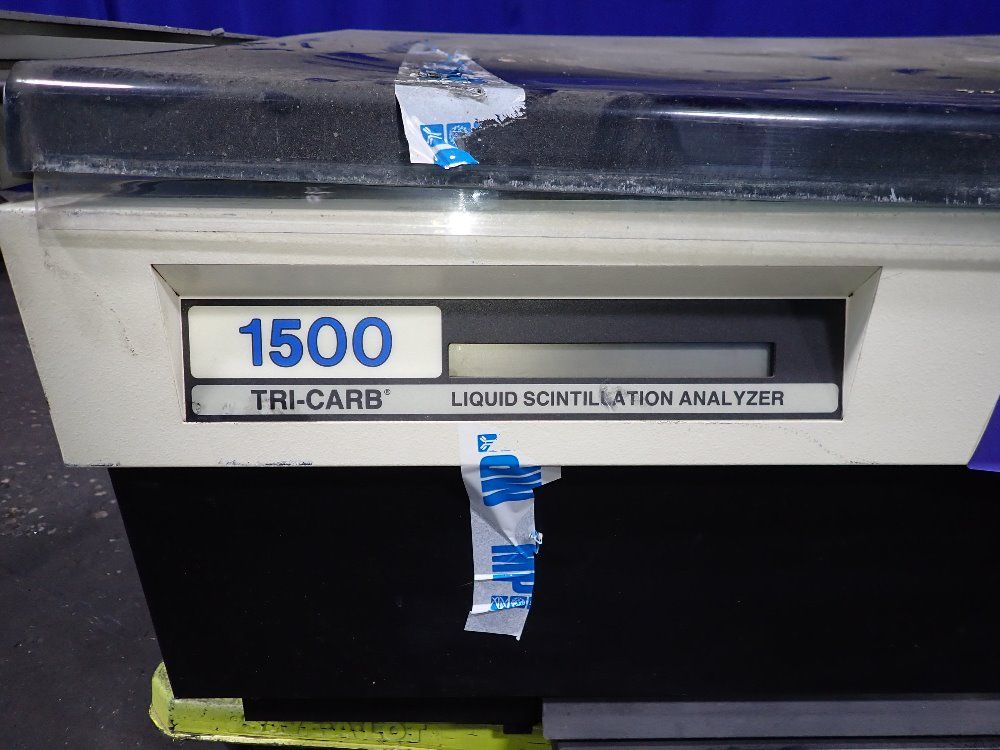 1500
TRI-CARB®
LIQUID SCINTILLATION ANALYZER